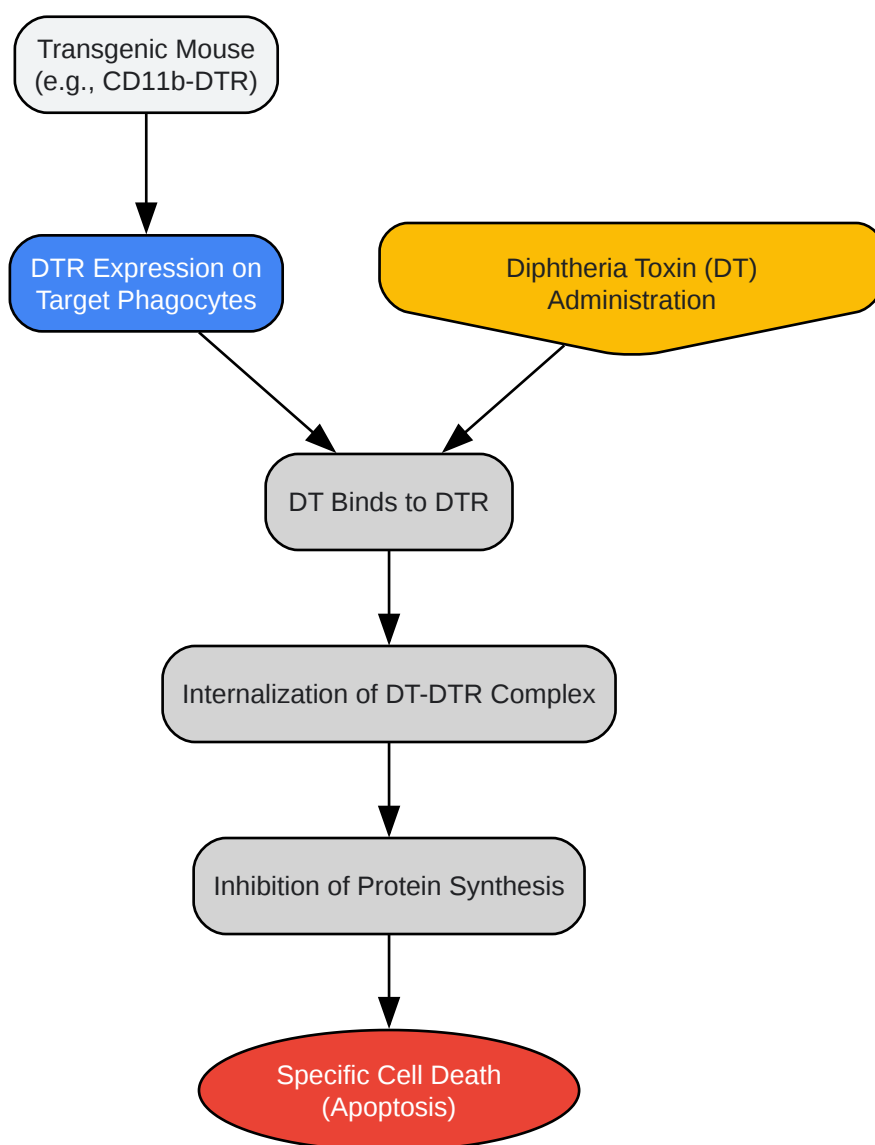 Transgenic Mouse
(e.g., CD11b-DTR)
DTR Expression on
Target Phagocytes
Diphtheria Toxin (DT)
Administration
DT Binds to DTR
Internalization of DT-DTR Complex
Inhibition of Protein Synthesis
Specific Cell Death
(Apoptosis)